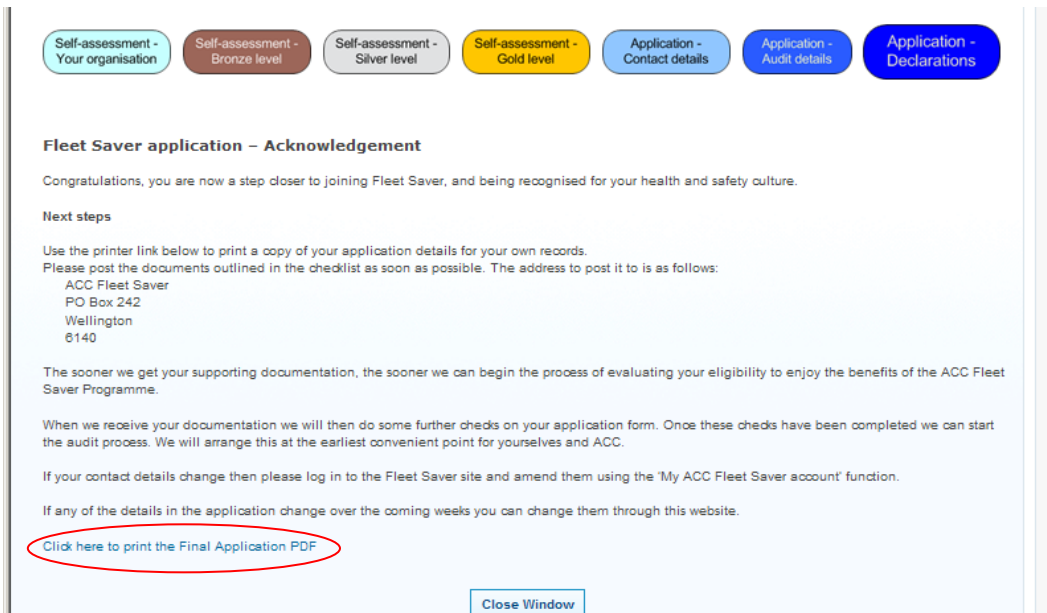 Self-assessment -
Your organisation
Self-assessment -
Bronze level
Self-assessment -
Silver level
Self-assessment -
Gold level
Application -
Contact details
Application -
Audit details
Application -
Declarations
Fleet Saver application – Acknowledgement
Congratulations, you are now a step closer to joining Fleet Saver, and being recognised for your health and safety culture.
Next steps
Use the printer link below to print a copy of your application details for your own records.
Please post the documents outlined in the checklist as soon as possible. The address to post it to is as follows:
ACC Fleet Saver
PO Box 242
Wellington
6140
The sooner we get your supporting documentation, the sooner we can begin the process of evaluating your eligibility to enjoy the benefits of the ACC Fleet
Saver Programme.
When we receive your documentation we will then do some further checks on your application form. Once these checks have been completed we can start
the audit process. We will arrange this at the earliest convenient point for yourselves and ACC.
If your contact details change then please log in to the Fleet Saver site and amend them using the 'My ACC Fleet Saver account' function.
If any of the details in the application change over the coming weeks you can change them through this website.
Click here to print the Final Application PDF
Close Window